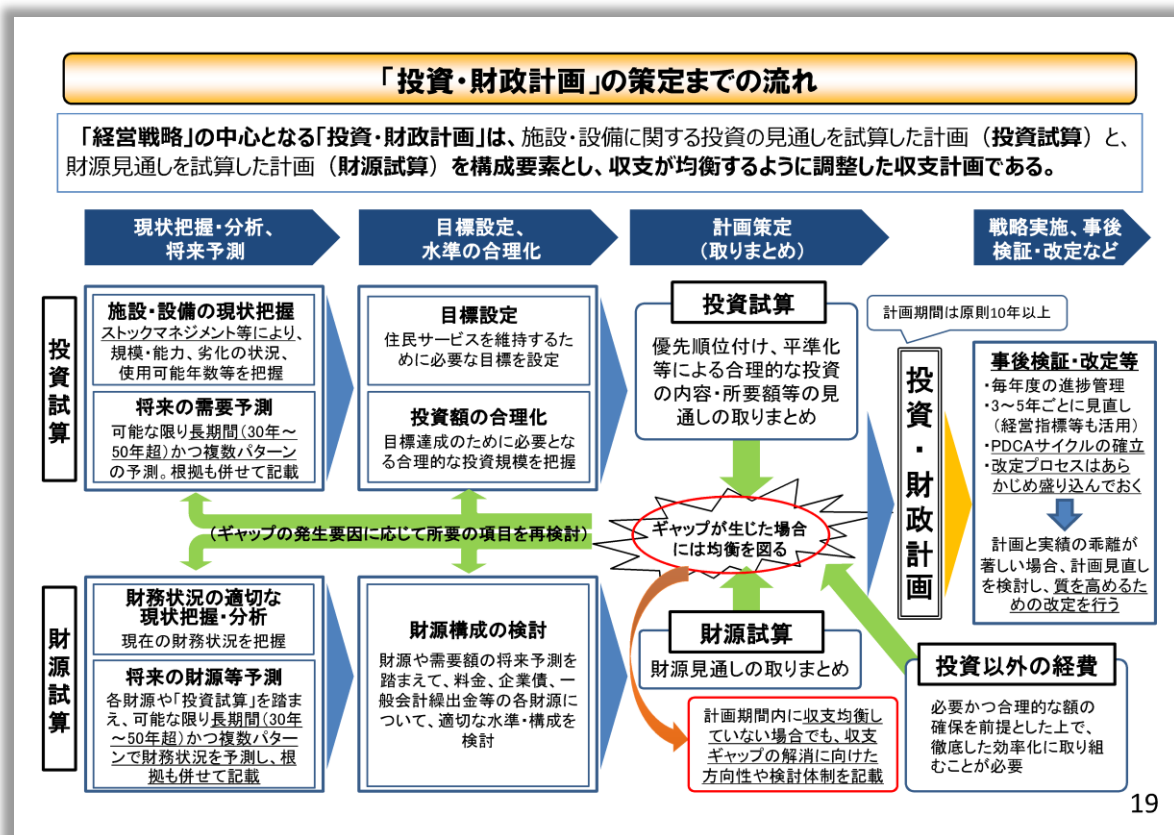 「投資・財政計画」の策定までの流れ
「経営戦略」の中心となる「投資・財政計画」は、施設・設備に関する投資の見通しを試算した計画（投資試算）と、
財源見通しを試算した計画（財源試算）を構成要素とし、収支が均衡するように調整した収支計画である。
現状把握・分析、
将来予測
目標設定、
水準の合理化
計画策定
（取りまとめ）
戦略実施、事後
検証・改定など
投資試算
施設・設備の現状把握
ストックマネジメント等により、
規模・能力、劣化の状況、
使用可能年数等を把握
将来の需要予測
可能な限り長期間（30年～
50年超）かつ複数パターン
の予測。根拠も併せて記載
目標設定
住民サービスを維持するた
めに必要な目標を設定
投資額の合理化
目標達成のために必要とな
る合理的な投資規模を把握
投資試算
優先順位付け、平準化
等による合理的な投資
の内容・所要額等の見
通しの取りまとめ
計画期間は原則10年以上
投資・財政計画
事後検証・改定等
・毎年度の進捗管理
・3～5年ごとに見直し
（経営指標等も活用）
・PDCAサイクルの確立
・改定プロセスはあら
かじめ盛り込んでおく
計画と実績の乖離が
著しい場合、計画見直し
を検討し、質を高めるた
めの改定を行う
（ギャップの発生要因に応じて所要の項目を再検討）
ギャップが生じた場合
には均衡を図る
財源試算
財務状況の適切な
現状把握・分析
現在の財務状況を把握
将来の財源等予測
各財源や「投資試算」を踏ま
え、可能な限り長期間（30年
～50年超）かつ複数パター
ンで財務状況を予測し、根
拠も併せて記載
財源構成の検討
財源や需要額の将来予測を
踏まえて、料金、企業債、一
般会計繰出金等の各財源に
ついて、適切な水準・構成を
検討
財源試算
財源見通しの取りまとめ
計画期間内に収支均衡し
ていない場合でも、収支
ギャップの解消に向けた
方向性や検討体制を記載
投資以外の経費
必要かつ合理的な額の
確保を前提とした上で、
徹底した効率化に取り組
むことが必要
19